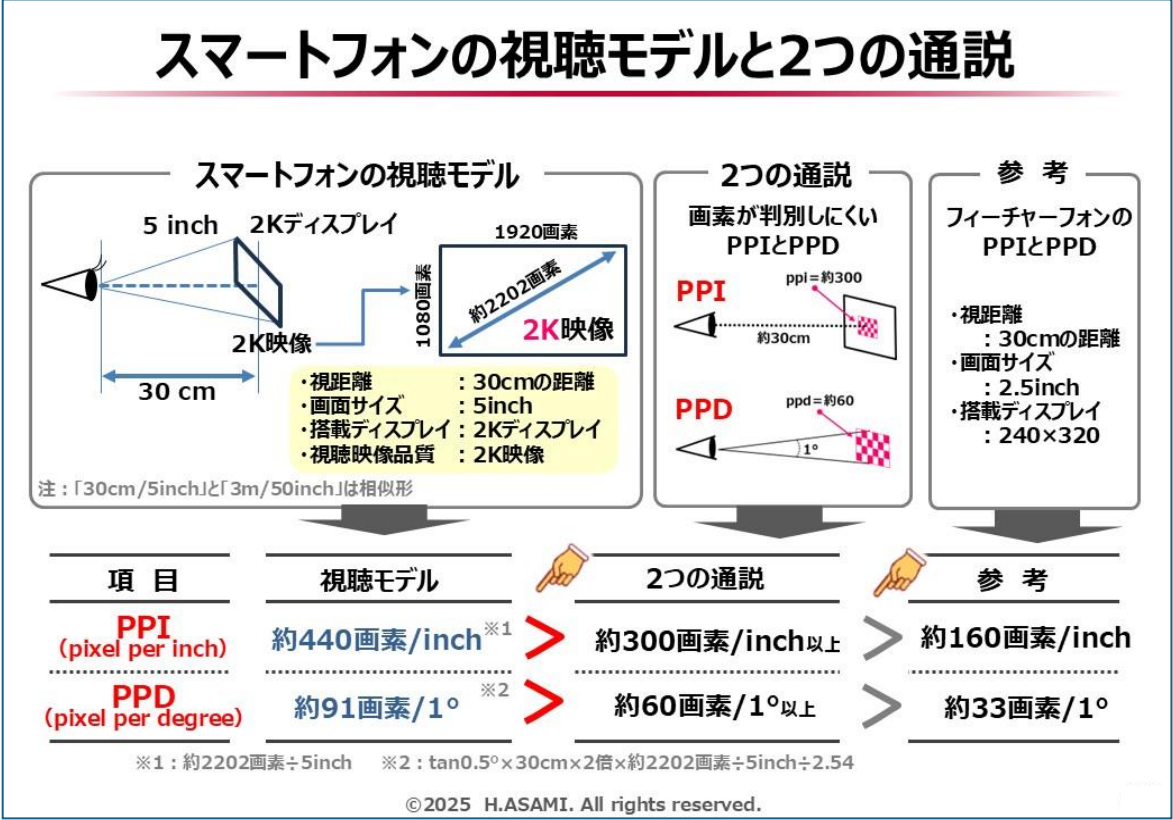 スマートフォンの視聴モデルと2つの通説
スマートフォンの視聴モデル
5 inch
2Kディスプレイ
2K映像
30 cm
1920画素
1080画素
約2202画素
2K映像
・視距離　：30cmの距離
・画面サイズ　：5inch
・搭載ディスプレイ：2Kディスプレイ
・視聴映像品質　：2K映像
注：「30cm/5inch」と「3m/50inch」は相似形
2つの通説
画素が判別しにくい
PPIとPPD
PPI
ppi＝約300
約30cm
PPD
ppd＝約60
1°
参 考
フィーチャーフォンの
PPIとPPD
・視距離
：30cmの距離
・画面サイズ
：2.5inch
・搭載ディスプレイ
：240×320
項 目　視聴モデル　2つの通説　参 考
PPI
(pixel per inch)
約440画素/inch※1 > 約300画素/inch以上 > 約160画素/inch
PPD
(pixel per degree)
約91画素/1° ※2 > 約60画素/1°以上 > 約33画素/1°
※1：約2202画素÷5inch　※2：tan0.5°×30cm×2倍×約2202画素÷5inch÷2.54
©2025 H.ASAMI. All rights reserved.